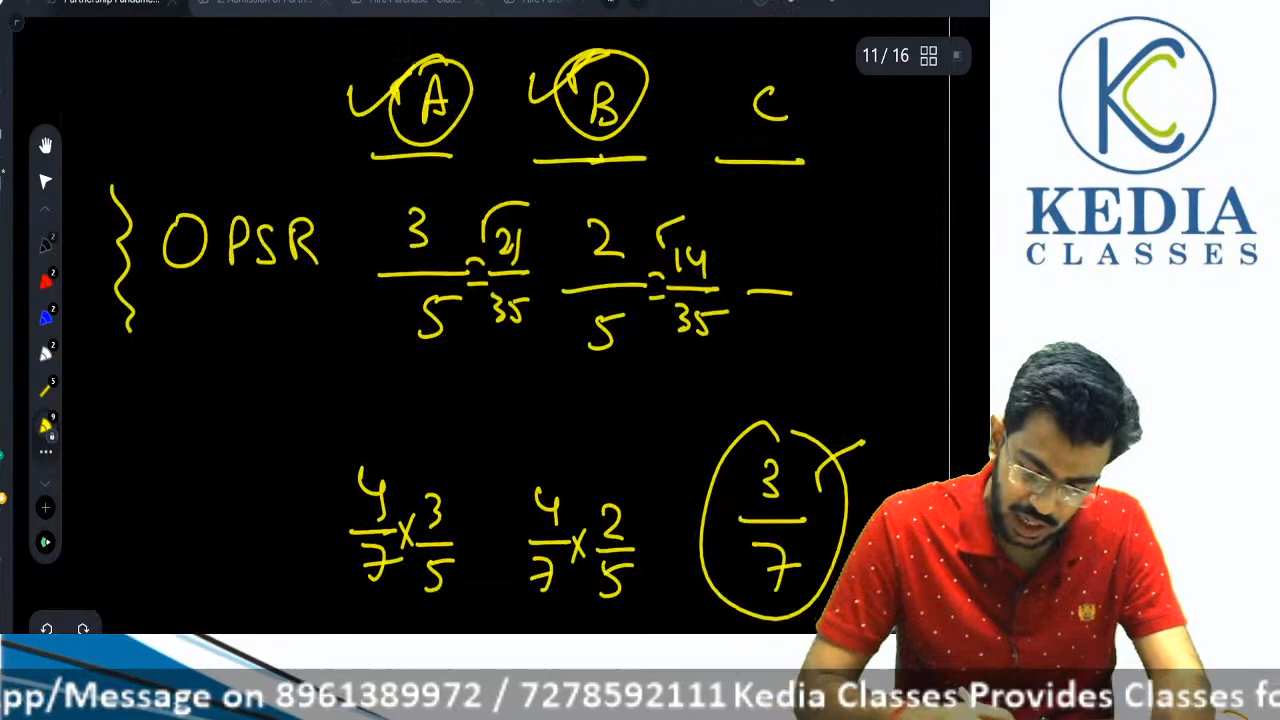 11/16
A B C
OPSR 3/5 = 21/35 2/5 = 14/35 —
4/7 × 3/5 4/7 × 2/5 3/7
KC
KEDIA
CLASSES
pp/Message on 8961389972 / 7278592111 Kedia Classes Provides Classes fo